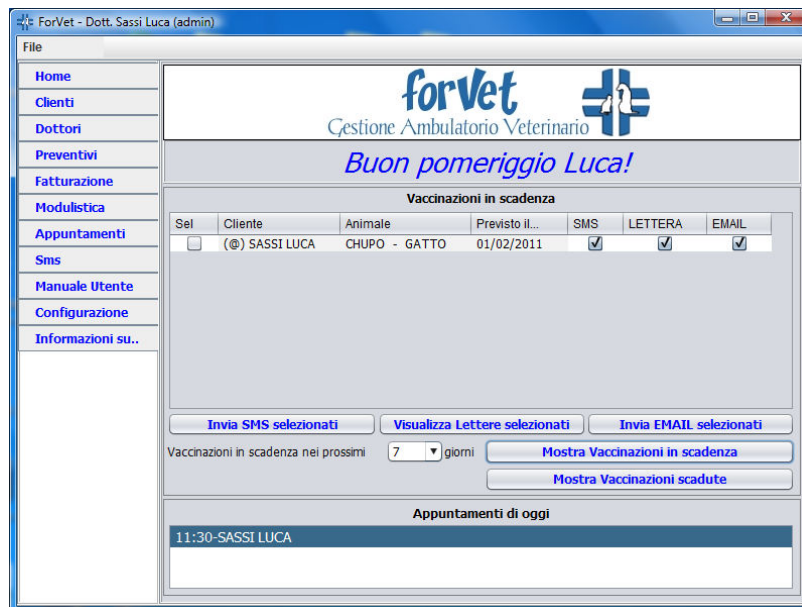 ForVet - Dott. Sassi Luca (admin)
File
Home
Clienti
Dottori
Preventivi
Fatturazione
Modulistica
Appuntamenti
Sms
Manuale Utente
Configurazione
Informazioni su..
forVet
Gestione Ambulatorio Veterinario
Buon pomeriggio Luca!
Vaccinazioni in scadenza
Sel Cliente Animale Previsto il... SMS LETTERA EMAIL
(@) SASSI LUCA CHUPO - GATTO 01/02/2011
Invia SMS selezionati Visualizza Lettere selezionati Invia EMAIL selezionati
Vaccinazioni in scadenza nei prossimi 7 giorni Mostra Vaccinazioni in scadenza
Mostra Vaccinazioni scadute
Appuntamenti di oggi
11:30-SASSI LUCA